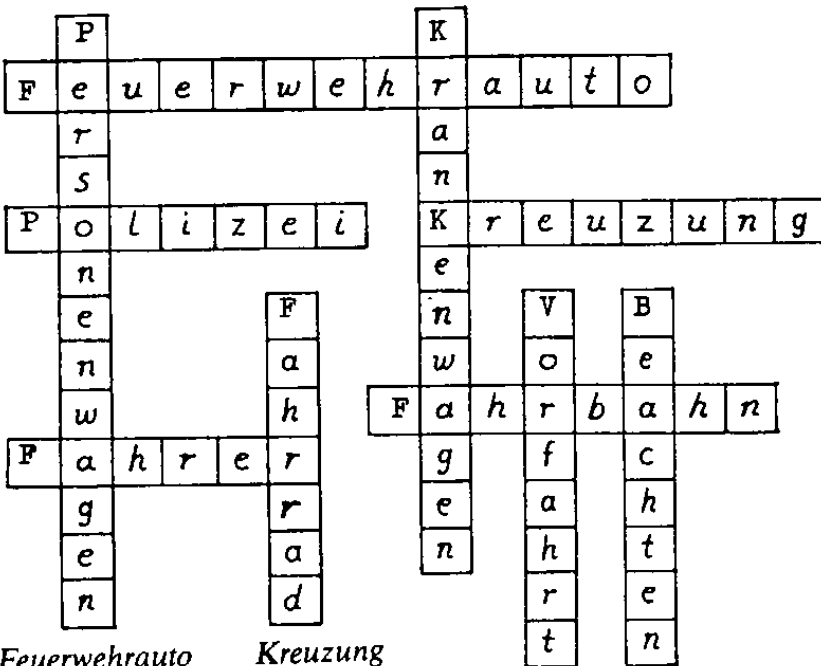 Personenwagen
KranKenwagen
Feuerwehrauto
Polizei
Kreuzung
Fahrrad
Vorfahrt
Beachten
Fahrbahn
Fahrer
Feuerwehrauto Kreuzung